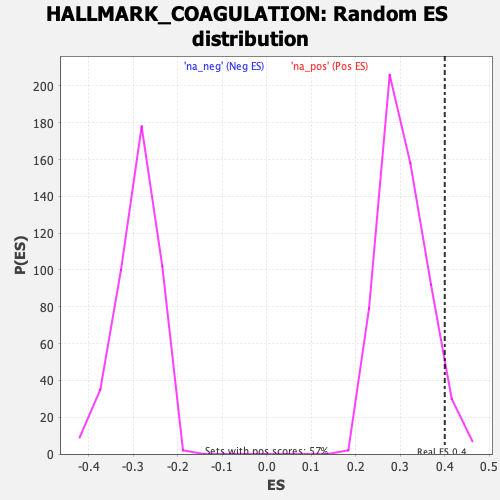 HALLMARK_COAGULATION: Random ES
distribution
'na_neg' (Neg ES) 'na_pos' (Pos ES)
200
180
160
140
120
100
80
60
40
20
0
P(ES)
Sets with pos scores: 57%
Real ES 0.4
-0.4 -0.3 -0.2 -0.1 0.0 0.1 0.2 0.3 0.4 0.5
ES